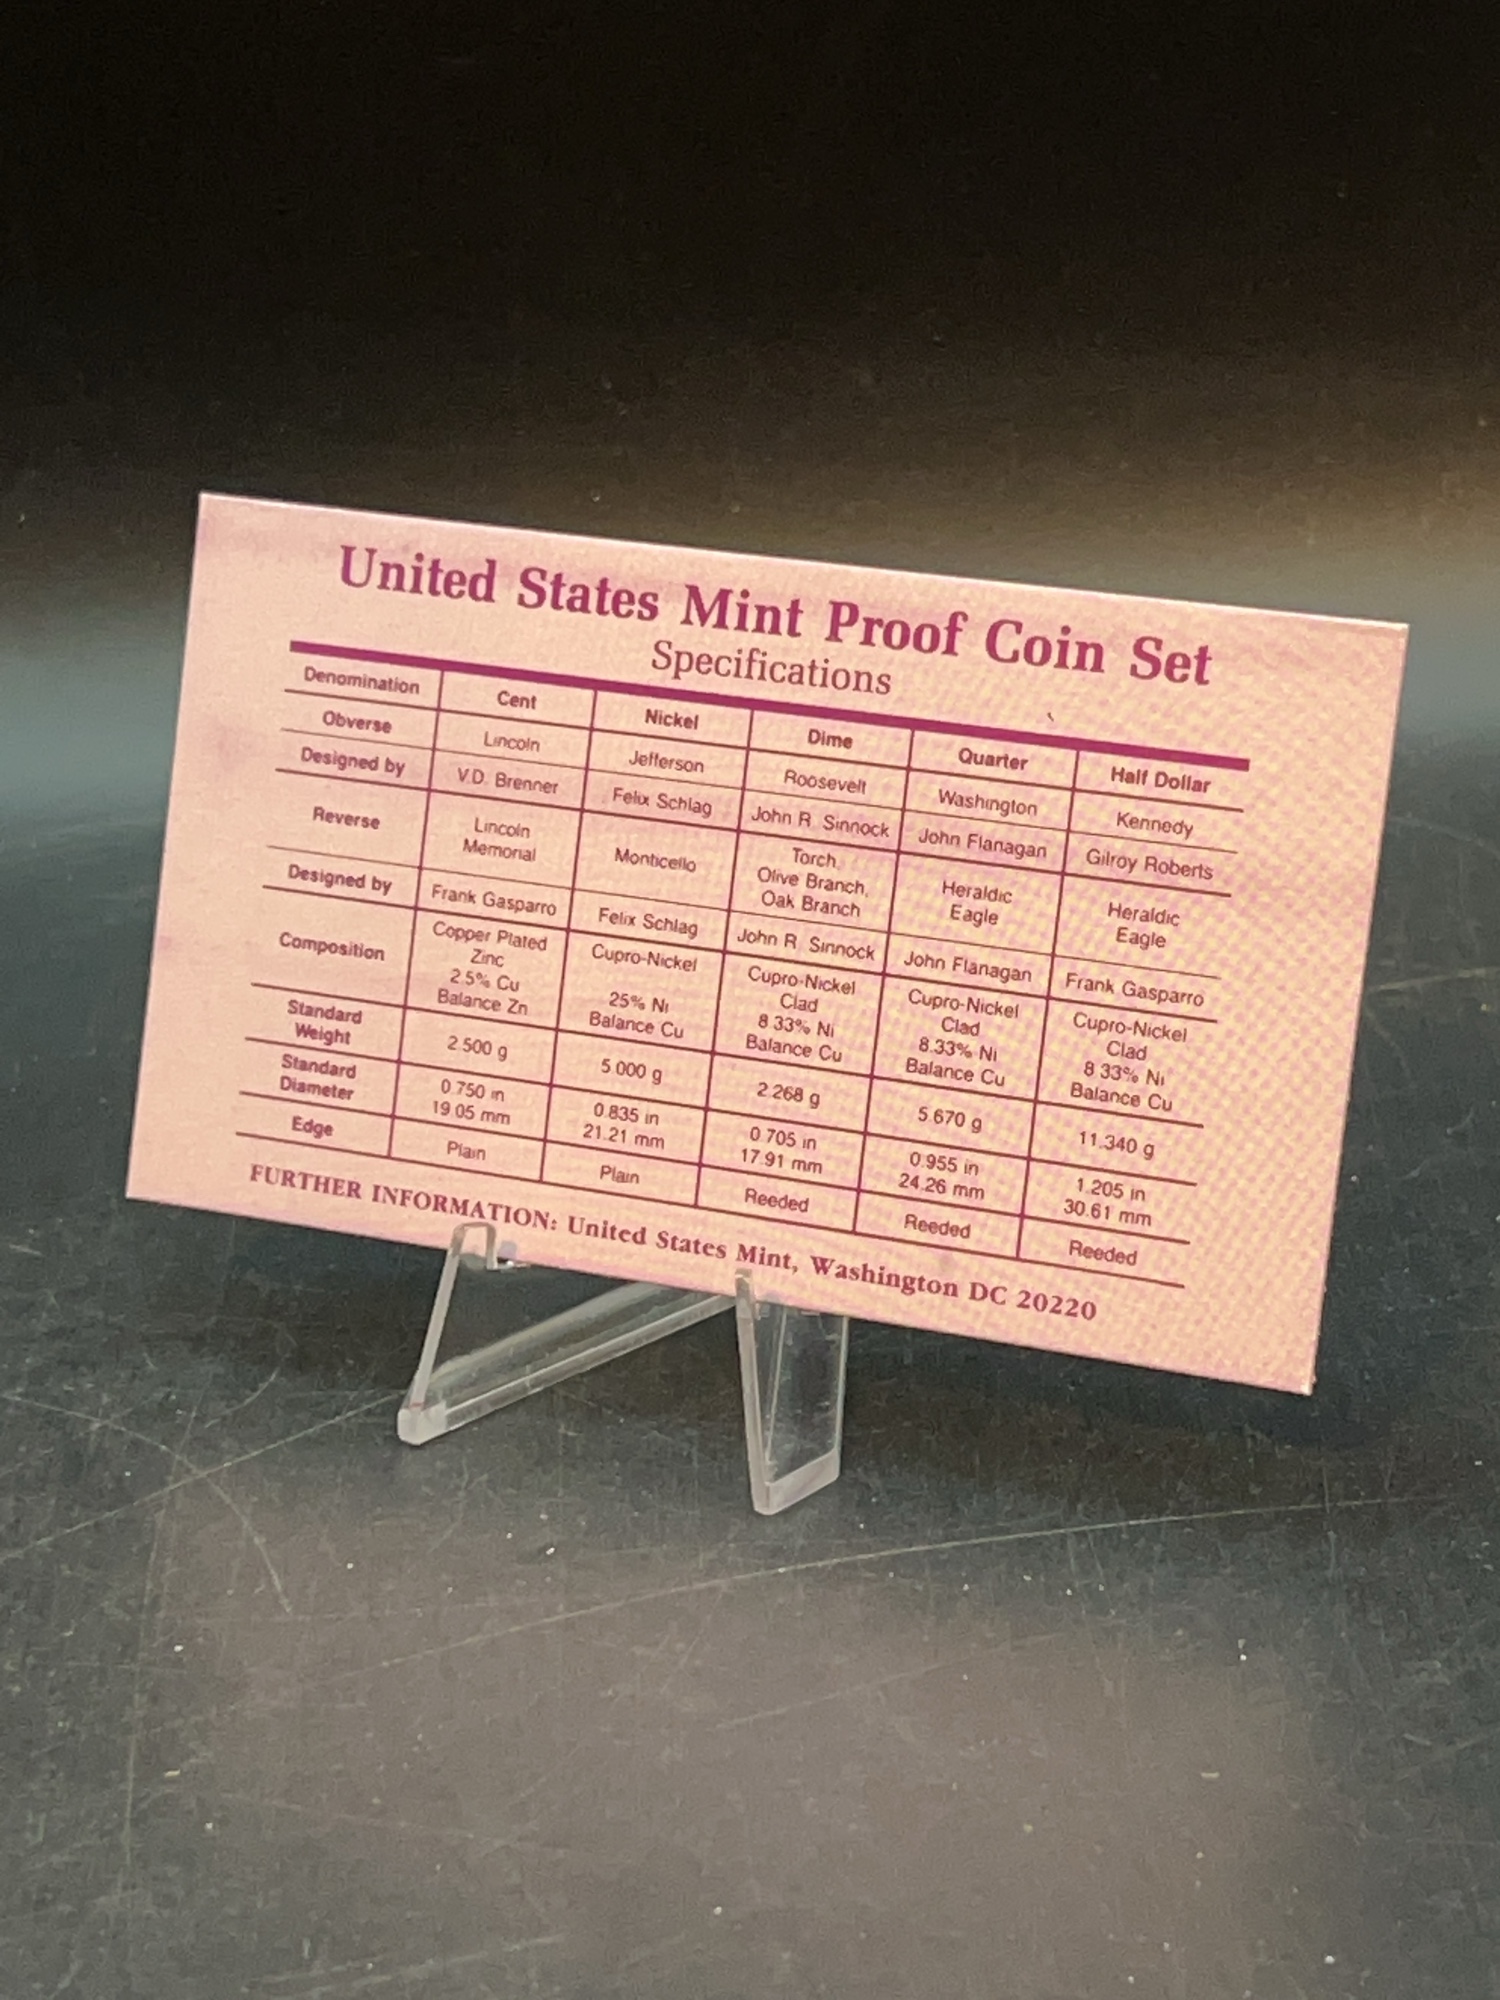 United States Mint Proof Coin Set
Specifications
Denomination Cent Nickel Dime Quarter Half Dollar
Obverse Lincoln Jefferson Roosevelt Washington Kennedy
Designed by V.D. Brenner Felix Schlag John R. Sinnock John Flanagan Gilroy Roberts
Reverse Lincoln Memorial Monticello Torch, Olive Branch, Oak Branch Heraldic Eagle Heraldic Eagle
Designed by Frank Gasparro Felix Schlag John R. Sinnock John Flanagan Frank Gasparro
Composition Copper Plated Zinc 2.5% Cu Balance Zn Cupro-Nickel 25% Ni Balance Cu Cupro-Nickel Clad 8.33% Ni Balance Cu Cupro-Nickel Clad 8.33% Ni Balance Cu Cupro-Nickel Clad 8.33% Ni Balance Cu
Standard Weight 2.500 g 5.000 g 2.268 g 5.670 g 11.340 g
Standard Diameter 0.750 in 19.05 mm 0.835 in 21.21 mm 0.705 in 17.91 mm 0.955 in 24.26 mm 1.205 in 30.61 mm
Edge Plain Plain Reeded Reeded Reeded
FURTHER INFORMATION: United States Mint, Washington DC 20220